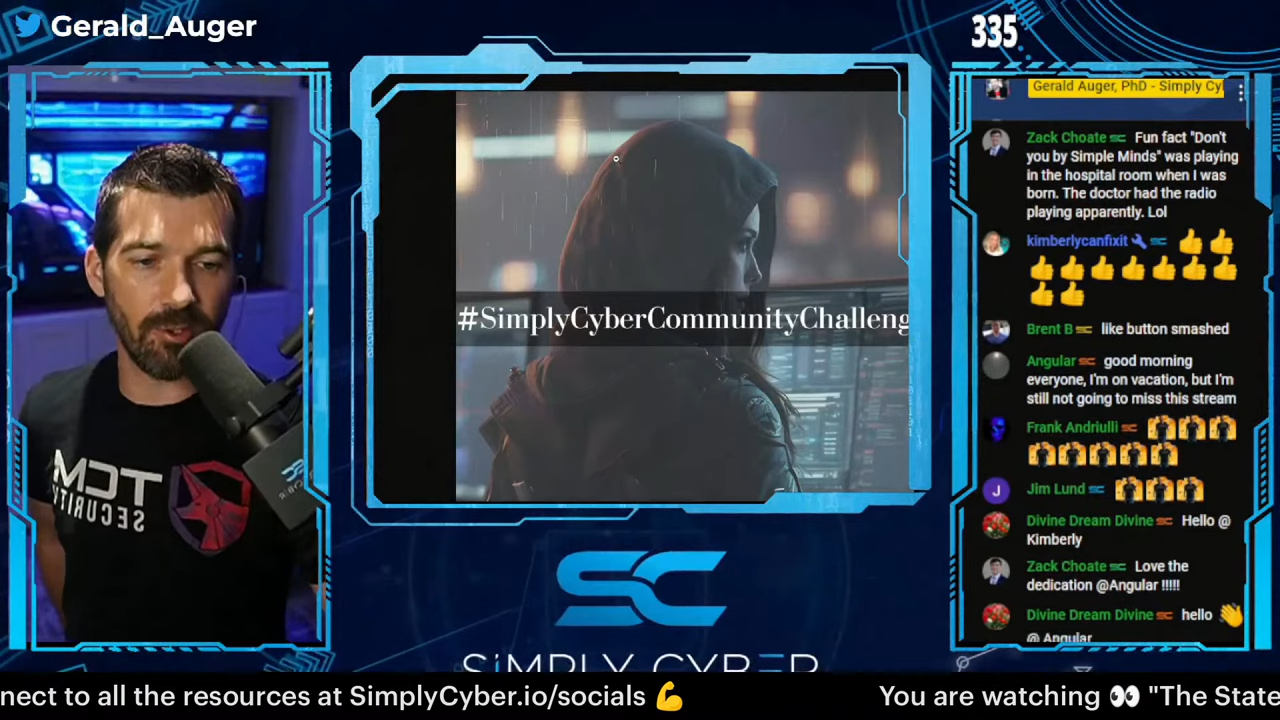 Gerald_Auger
335
Gerald Auger, PhD - Simply Cy
Zack Choate Fun fact "Don't
you by Simple Minds" was playing
in the hospital room when I was
born. The doctor had the radio
playing apparently. Lol
kimberlycanfixit
Brent B like button smashed
Angular good morning
everyone, I'm on vacation, but I'm
still not going to miss this stream
Frank Andriulli
J Jim Lund
Divine Dream Divine Hello @
Kimberly
Zack Choate Love the
dedication @Angular !!!!!
Divine Dream Divine hello 👋
@ Angular
#SimplyCyberCommunityChalleng
TCM
SECURITY
SC
SIMPLY CYBER
nnect to all the resources at SimplyCyber.io/socials 💪
You are watching 👀 "The State